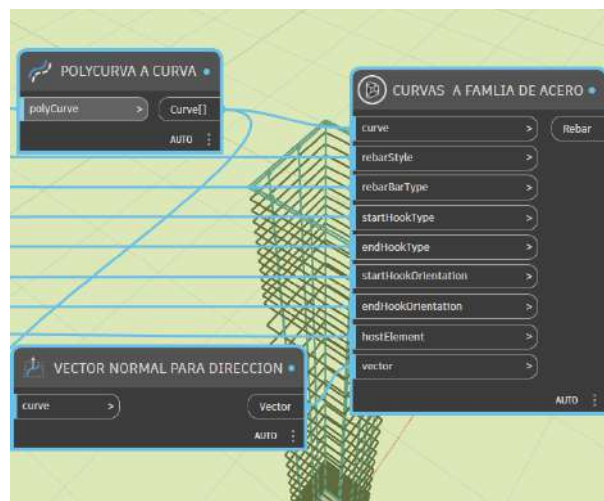 POLYCURVA A CURVA
polyCurve >
Curve[]
AUTO
CURVAS A FAMLIA DE ACERO
curve >
Rebar
rebarStyle >
rebarBarType >
startHookType >
endHookType >
startHookOrientation >
endHookOrientation >
hostElement >
vector >
AUTO
VECTOR NORMAL PARA DIRECCION
curve >
Vector
AUTO